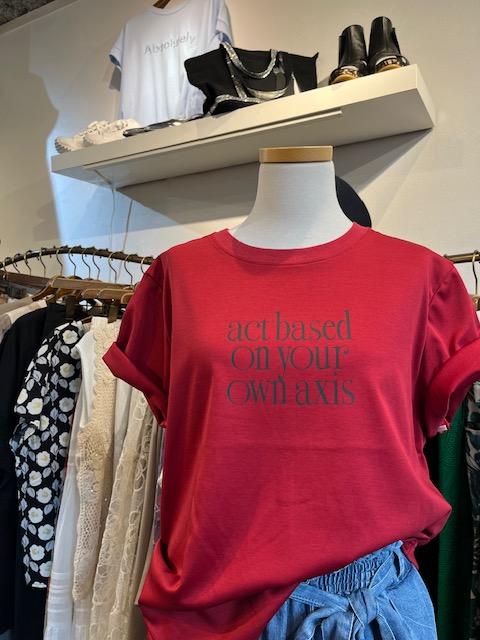 Absolutely
act based
on your
own axis